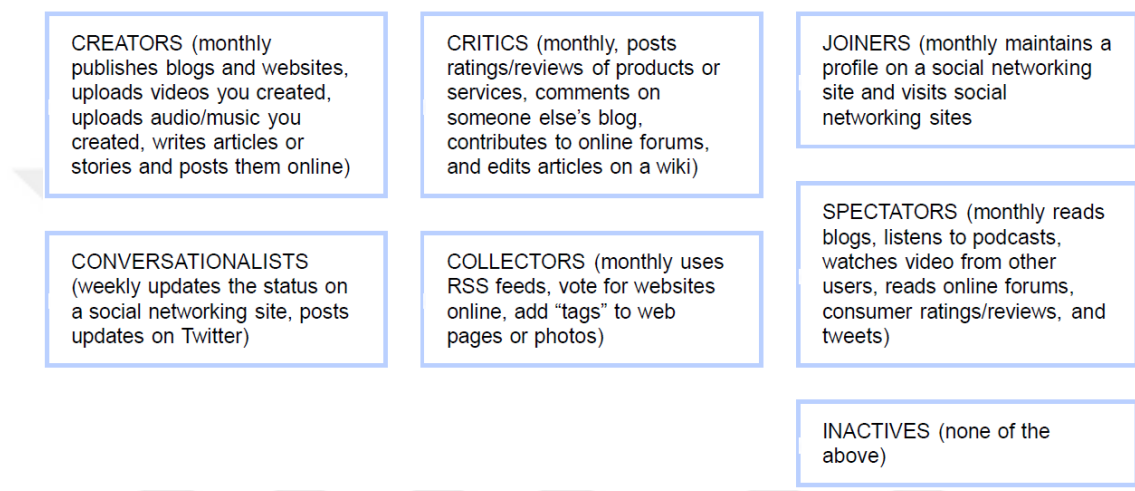 CREATORS (monthly
publishes blogs and websites,
uploads videos you created,
uploads audio/music you
created, writes articles or
stories and posts them online)
CONVERSATIONALISTS
(weekly updates the status on
a social networking site, posts
updates on Twitter)
CRITICS (monthly, posts
ratings/reviews of products or
services, comments on
someone else’s blog,
contributes to online forums,
and edits articles on a wiki)
COLLECTORS (monthly uses
RSS feeds, vote for websites
online, add “tags” to web
pages or photos)
JOINERS (monthly maintains a
profile on a social networking
site and visits social
networking sites
SPECTATORS (monthly reads
blogs, listens to podcasts,
watches video from other
users, reads online forums,
consumer ratings/reviews, and
tweets)
INACTIVES (none of the
above)